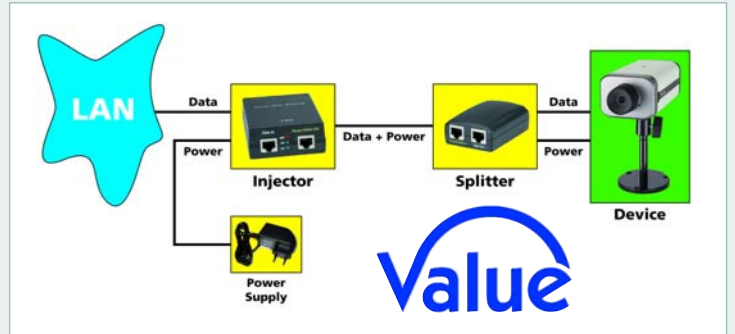 LAN
Data
Power
Injector
Data + Power
Splitter
Data
Power
Device
Power
Supply
Value